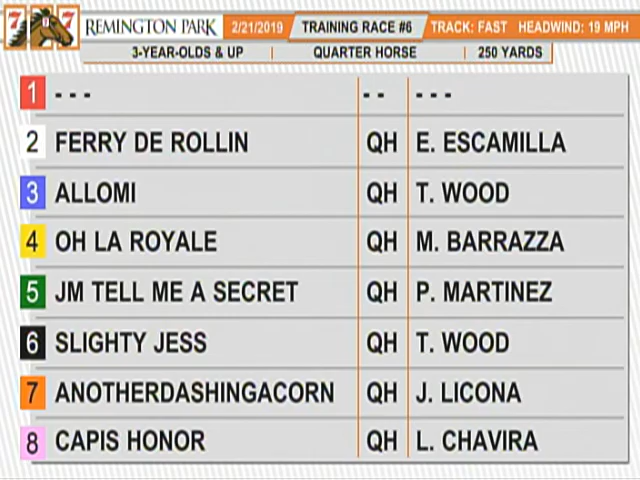 7 7 REMINGTON PARK 2/21/2019 TRAINING RACE #6 TRACK: FAST HEADWIND: 19 MPH
3-YEAR-OLDS & UP QUARTER HORSE 250 YARDS
1 - - - - - - - -
2 FERRY DE ROLLIN QH E. ESCAMILLA
3 ALLOMI QH T. WOOD
4 OH LA ROYALE QH M. BARRAZZA
5 JM TELL ME A SECRET QH P. MARTINEZ
6 SLIGHTY JESS QH T. WOOD
7 ANOTHERDASHINGACORN QH J. LICONA
8 CAPIS HONOR QH L. CHAVIRA